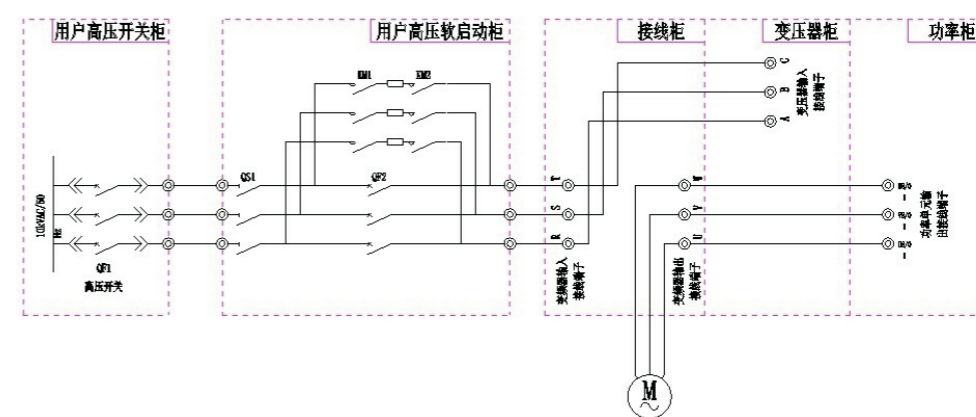 用户高压开关柜
用户高压软启动柜
接线柜
变压器柜
功率柜
KM1
KM2
C
B
A
变压器输入
接线端子
10kVAC/50
Hz
QS1
QF2
QF1
高压开关
T
S
R
变频器输入
接线端子
W
V
U
变频器输出
接线端子
功率单元输
出接线端子
M
~